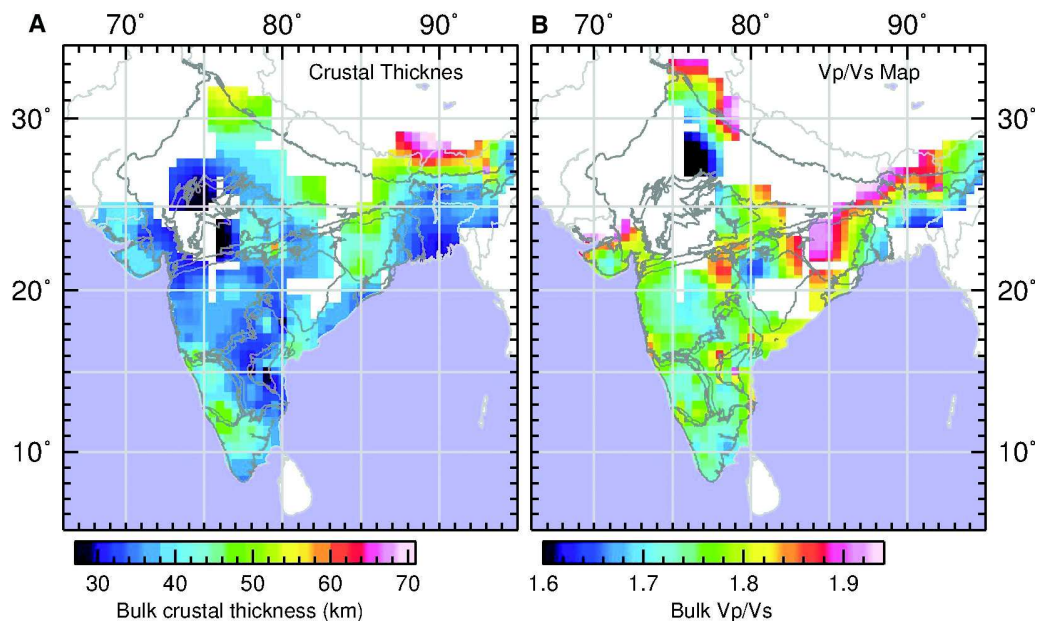 A
70° 80° 90°
B
70° 80° 90°
Crustal Thicknes
Vp/Vs Map
30°
30°
20°
20°
10°
10°
30 40 50 60 70
Bulk crustal thickness (km)
1.6 1.7 1.8 1.9
Bulk Vp/Vs